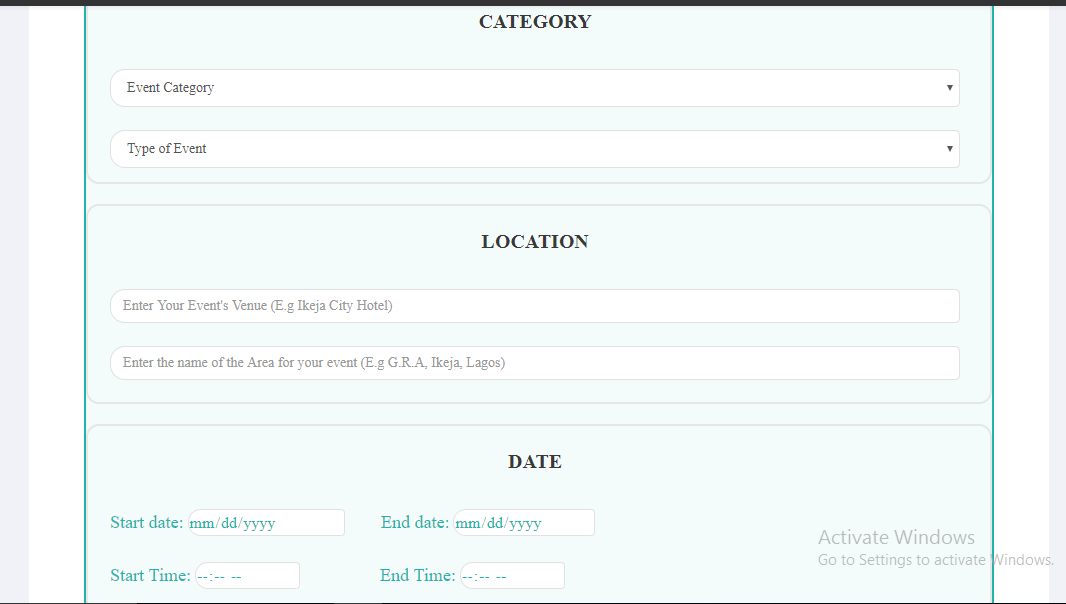 CATEGORY
Event Category
Type of Event
LOCATION
Enter Your Event's Venue (E.g Ikeja City Hotel)
Enter the name of the Area for your event (E.g G.R.A, Ikeja, Lagos)
DATE
Start date: mm/dd/yyyy End date: mm/dd/yyyy
Start Time: --:-- -- End Time: --:-- --
Activate Windows
Go to Settings to activate Windows.